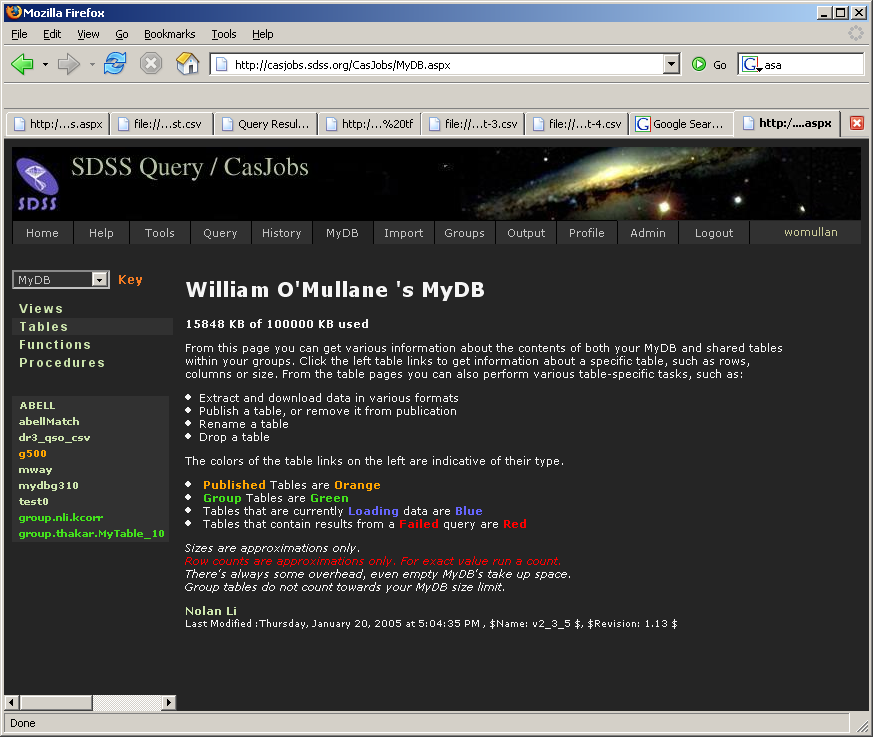 Mozilla Firefox
File Edit View Go Bookmarks Tools Help
http://casjobs.sdss.org/CasJobs/MyDB.aspx Go G asa
http:/...s.aspx file://...st.csv Query Resul... http:/...%20tf file://...t-3.csv file://...t-4.csv G Google Sear... http:/....aspx
SDSS Query / CasJobs
SDSS
Home Help Tools Query History MyDB Import Groups Output Profile Admin Logout womullan
MyDB Key
Views
Tables
Functions
Procedures
ABELL
abellMatch
dr3_qso_csv
g500
mway
mydbg310
test0
group.nli.kcorr
group.thakar.MyTable_10
William O'Mullane 's MyDB
15848 KB of 100000 KB used
From this page you can get various information about the contents of both your MyDB and shared tables
within your groups. Click the left table links to get information about a specific table, such as rows,
columns or size. From the table pages you can also perform various table-specific tasks, such as:
Extract and download data in various formats
Publish a table, or remove it from publication
Rename a table
Drop a table
The colors of the table links on the left are indicative of their type.
Published Tables are Orange
Group Tables are Green
Tables that are currently Loading data are Blue
Tables that contain results from a Failed query are Red
Sizes are approximations only.
Row counts are approximations only. For exact value run a count.
There's always some overhead, even empty MyDB's take up space.
Group tables do not count towards your MyDB size limit.
Nolan Li
Last Modified :Thursday, January 20, 2005 at 5:04:35 PM , $Name: v2_3_5 $, $Revision: 1.13 $
Done